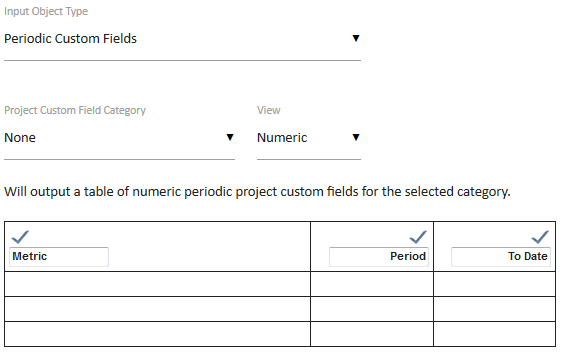 Input Object Type
Periodic Custom Fields
Project Custom Field Category View
None Numeric
Will output a table of numeric periodic project custom fields for the selected category.
Metric Period To Date